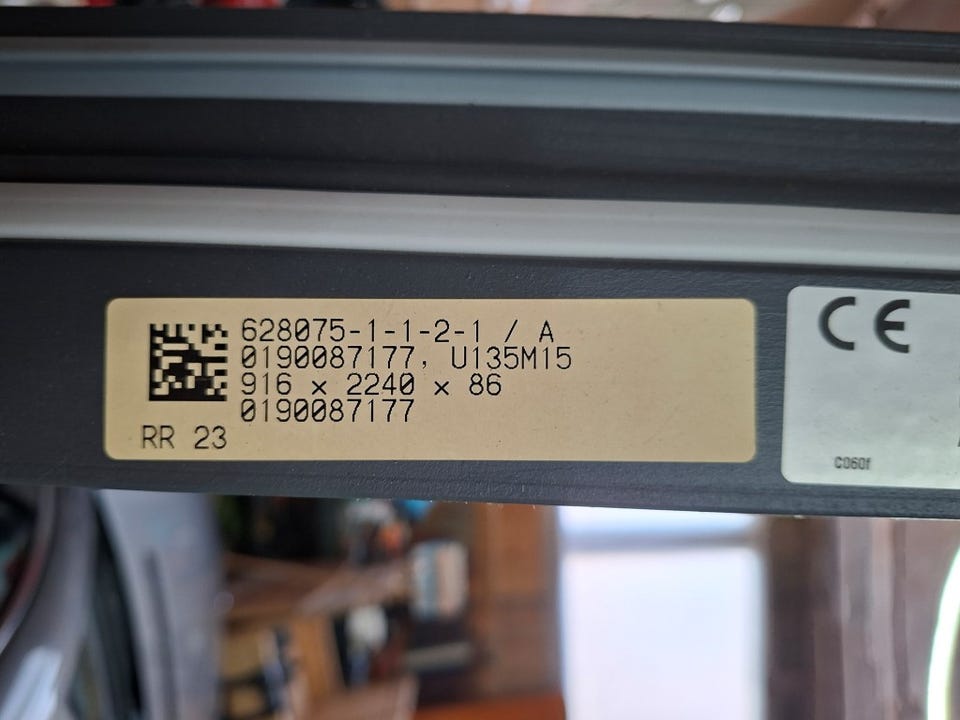 628075-1-1-2-1 / A
0190087177, U135M15
916 x 2240 x 86
0190087177
RR 23
CE
C060f